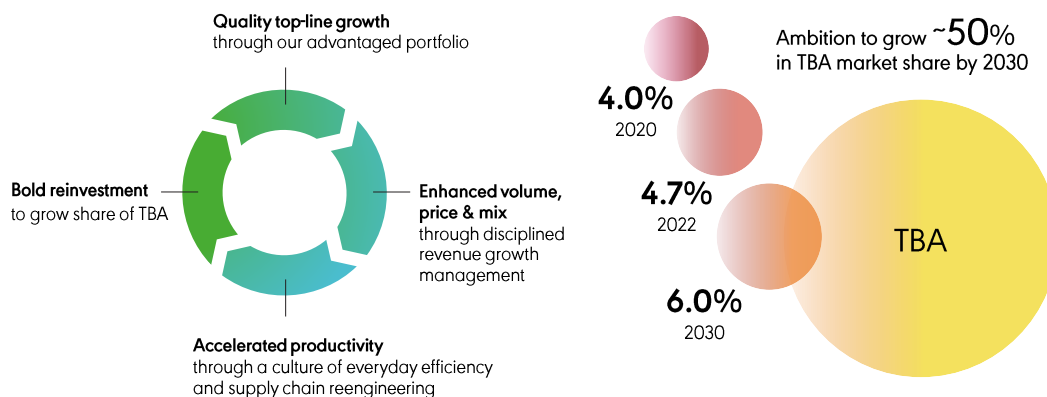 Quality top-line growth
through our advantaged portfolio
Bold reinvestment
to grow share of TBA
Enhanced volume,
price & mix
through disciplined
revenue growth
management
Accelerated productivity
through a culture of everyday efficiency
and supply chain reengineering
Ambition to grow ~50%
in TBA market share by 2030
4.0%
2020
4.7%
2022
6.0%
2030
TBA